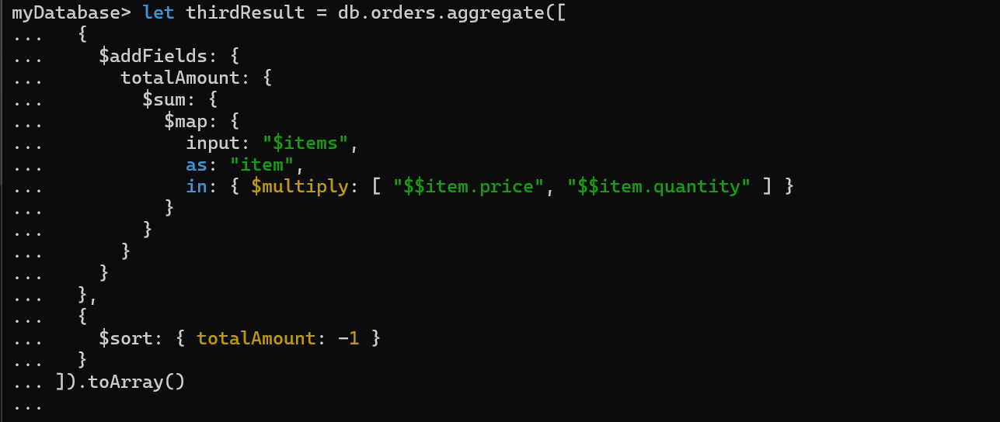 myDatabase> let thirdResult = db.orders.aggregate([
...   {
...     $addFields: {
...       totalAmount: {
...         $sum: {
...           $map: {
...             input: "$items",
...             as: "item",
...             in: { $multiply: [ "$$item.price", "$$item.quantity" ] }
...           }
...         }
...       }
...     }
...   },
...   {
...     $sort: { totalAmount: -1 }
...   }
... ]).toArray()
...